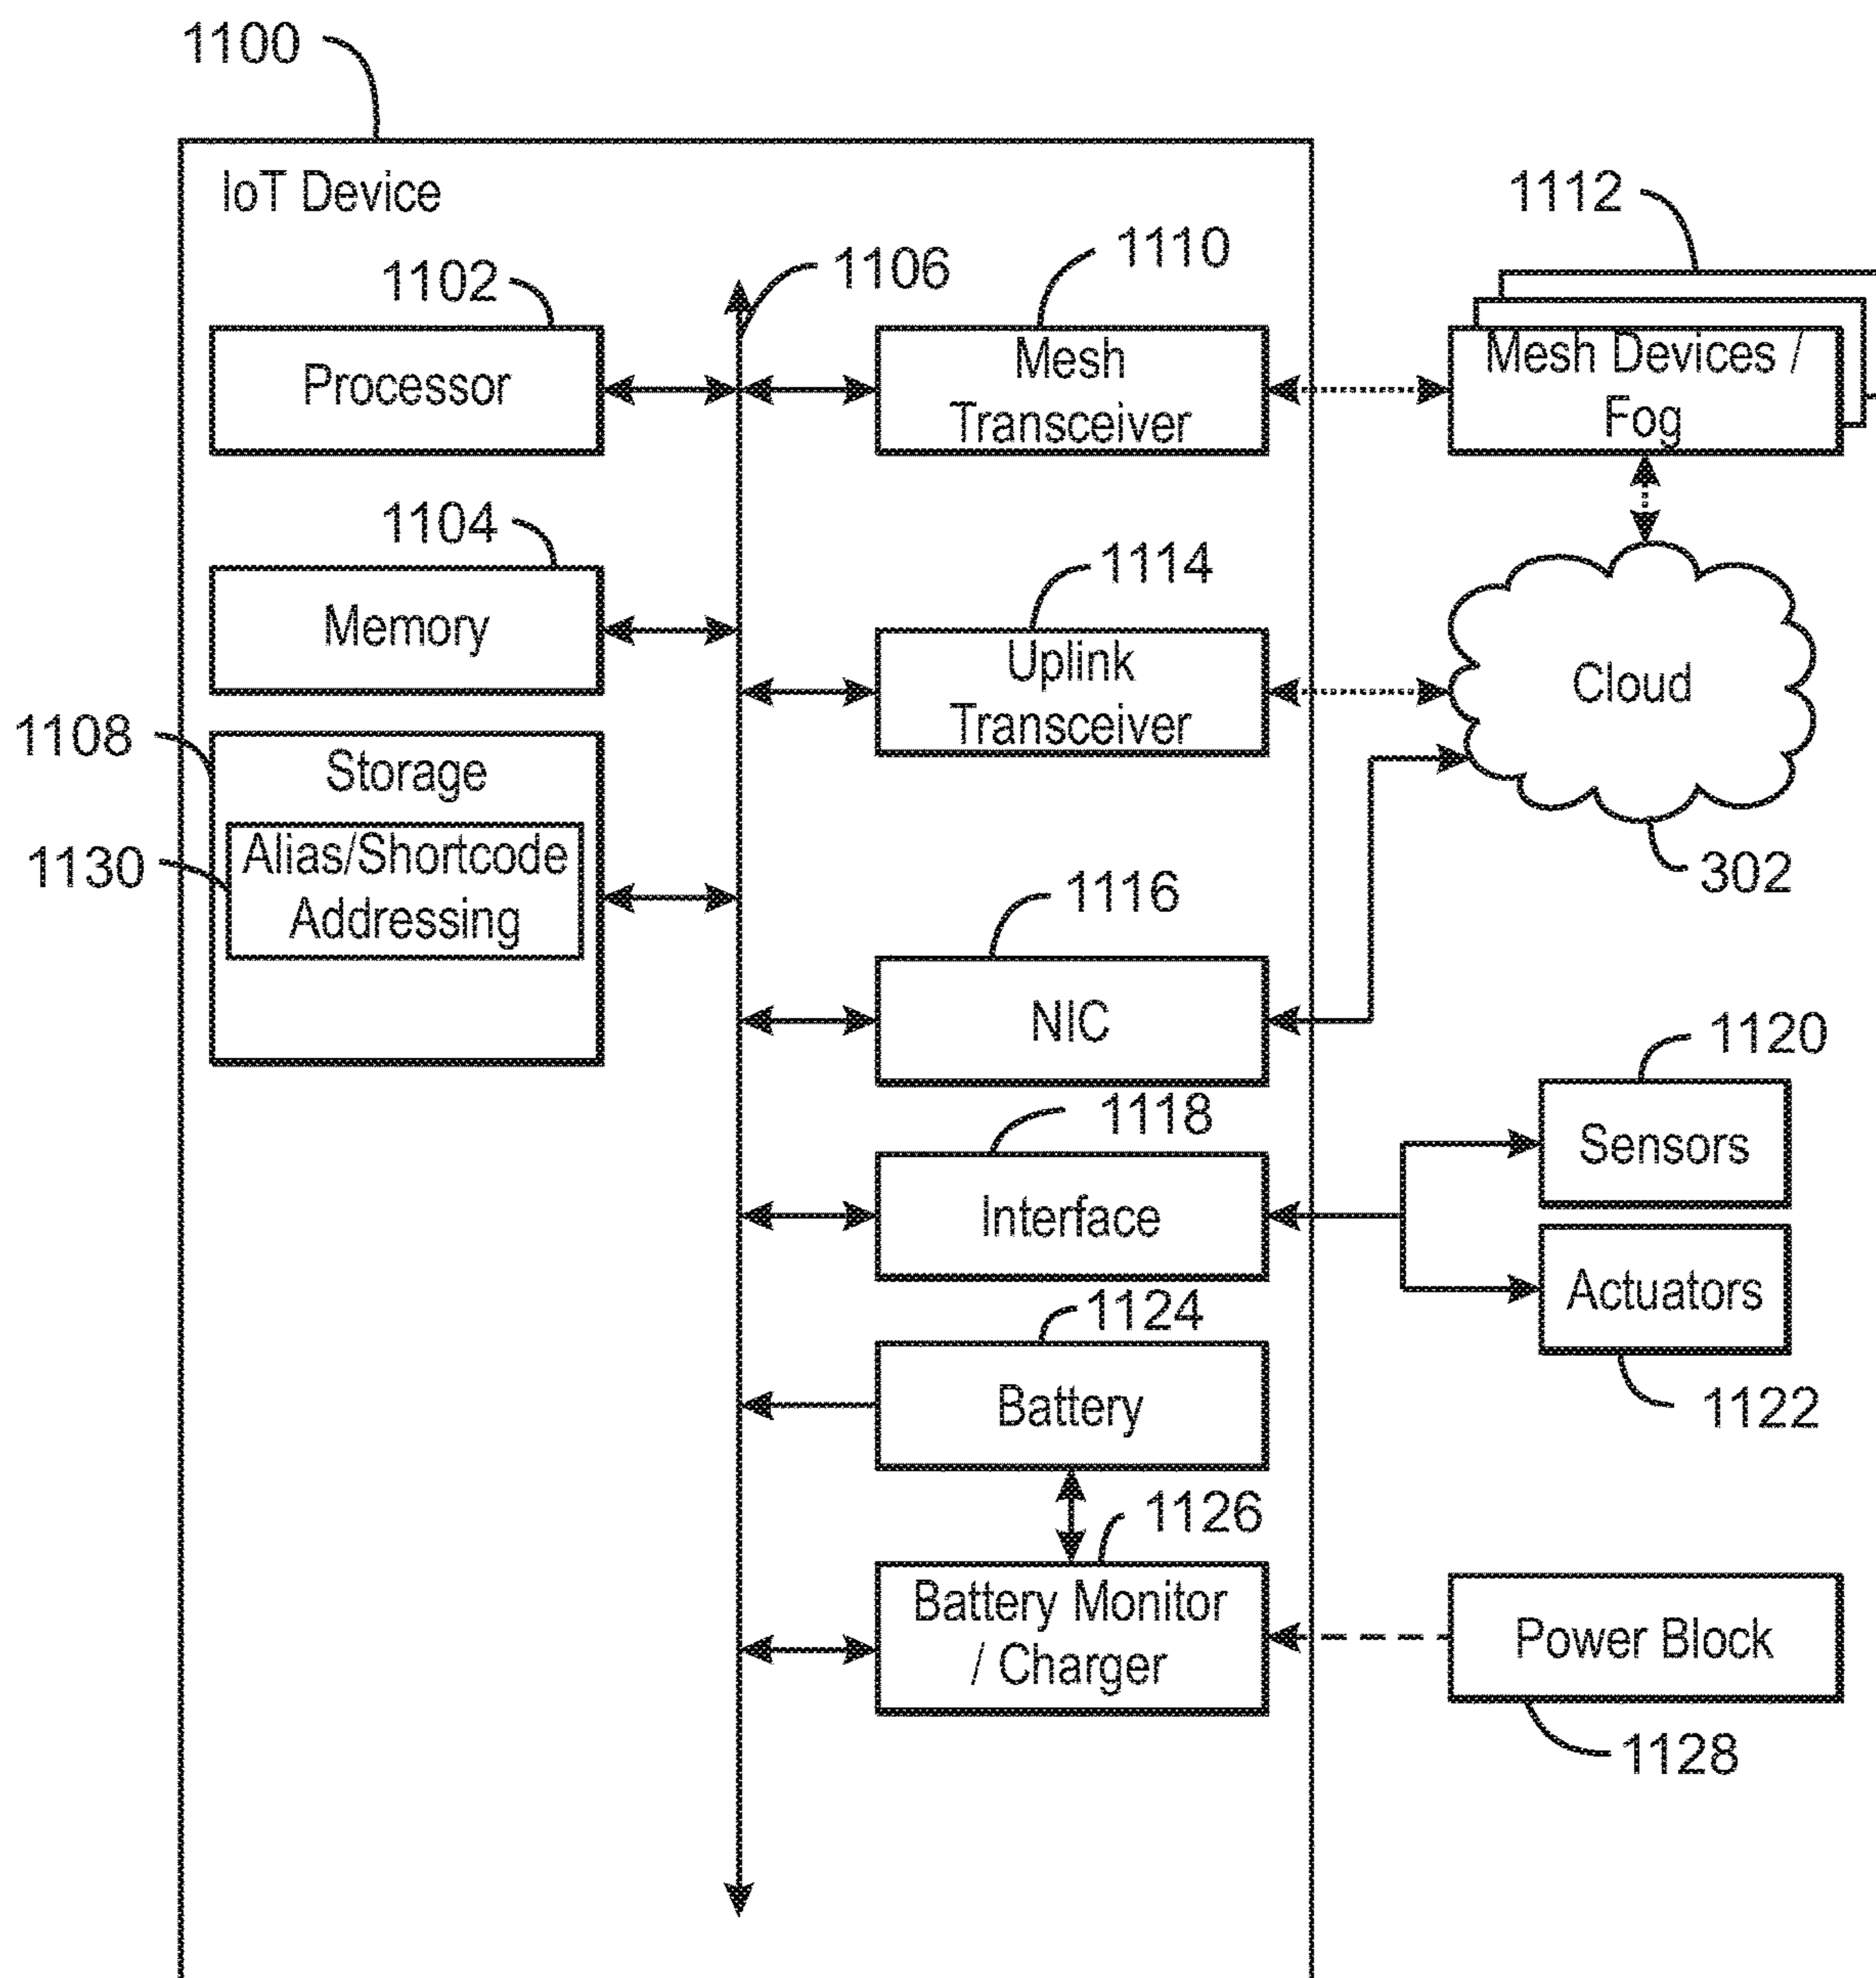 1100
IoT Device
1112
1102
1106
1110
Processor
Mesh
Transceiver
Mesh Devices /
Fog
1104
1114
Memory
Uplink
Transceiver
Cloud
1108
Storage
1130
Alias/Shortcode
Addressing
302
1116
NIC
1120
1118
Sensors
Interface
Actuators
1124
1122
Battery
1126
Battery Monitor
/ Charger
Power Block
1128